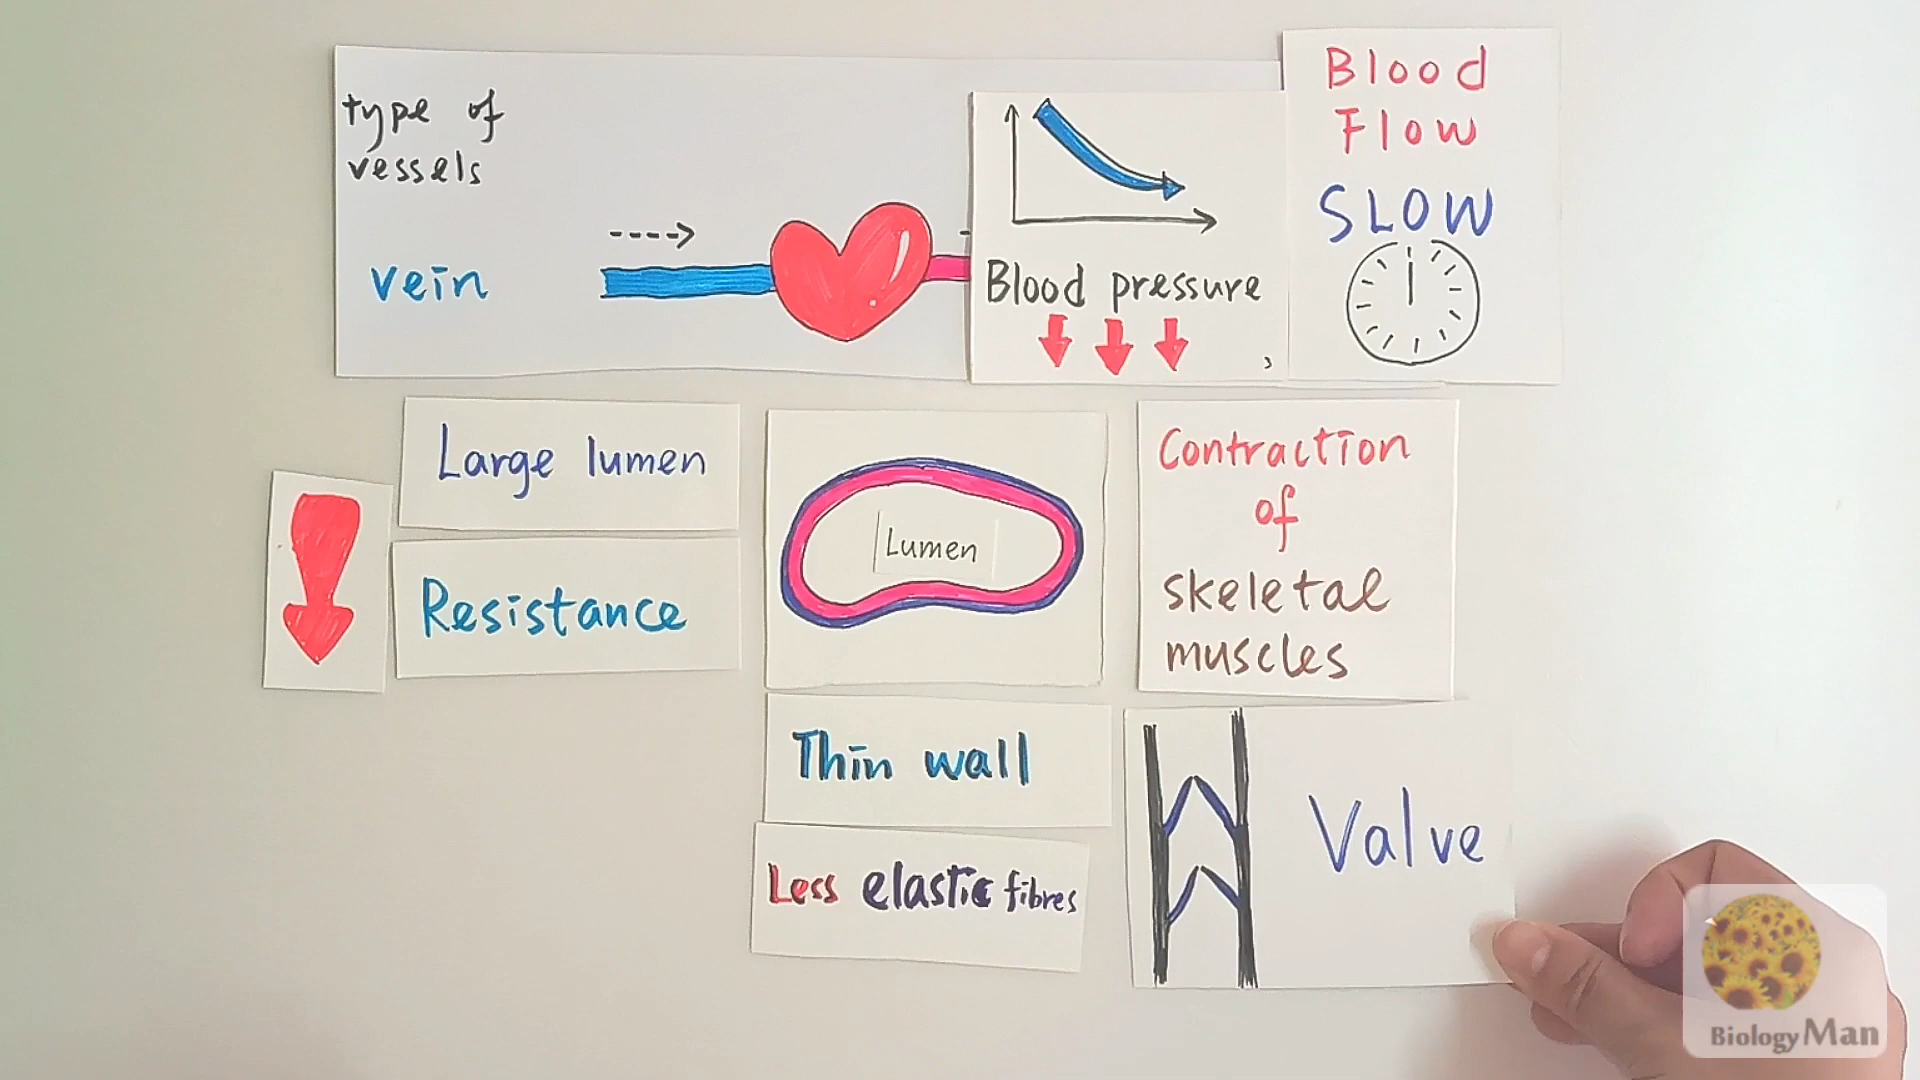 type of
vessels
vein
Blood pressure
Blood
Flow
SLOW
Large lumen
Resistance
Lumen
Contraction
of
skeletal
muscles
Thin wall
Less elastic fibres
Valve
Biology Man